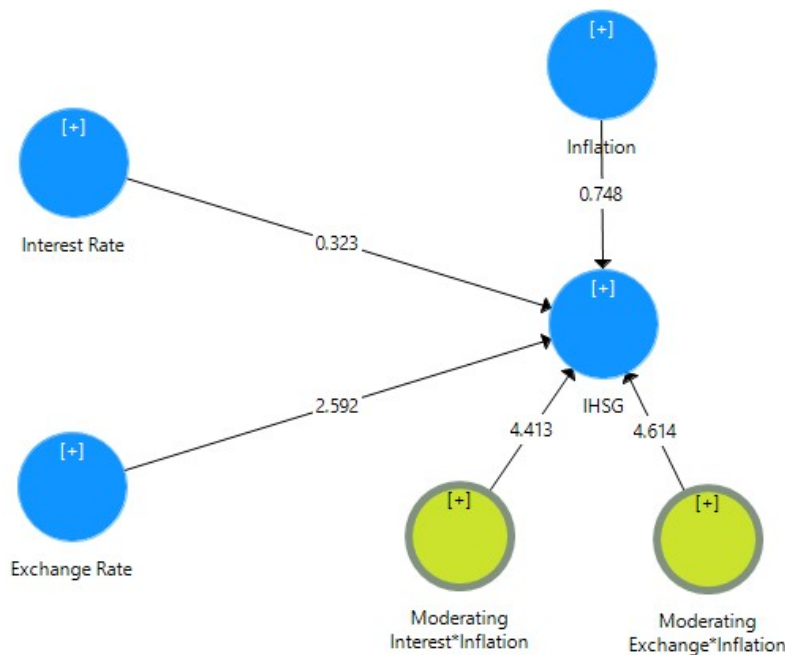 [+]
Inflation
0.748
[+]
Interest Rate
0.323
[+]
IHSG
2.592
[+]
Exchange Rate
4.413
4.614
[+]
Moderating
Interest*Inflation
[+]
Moderating
Exchange*Inflation